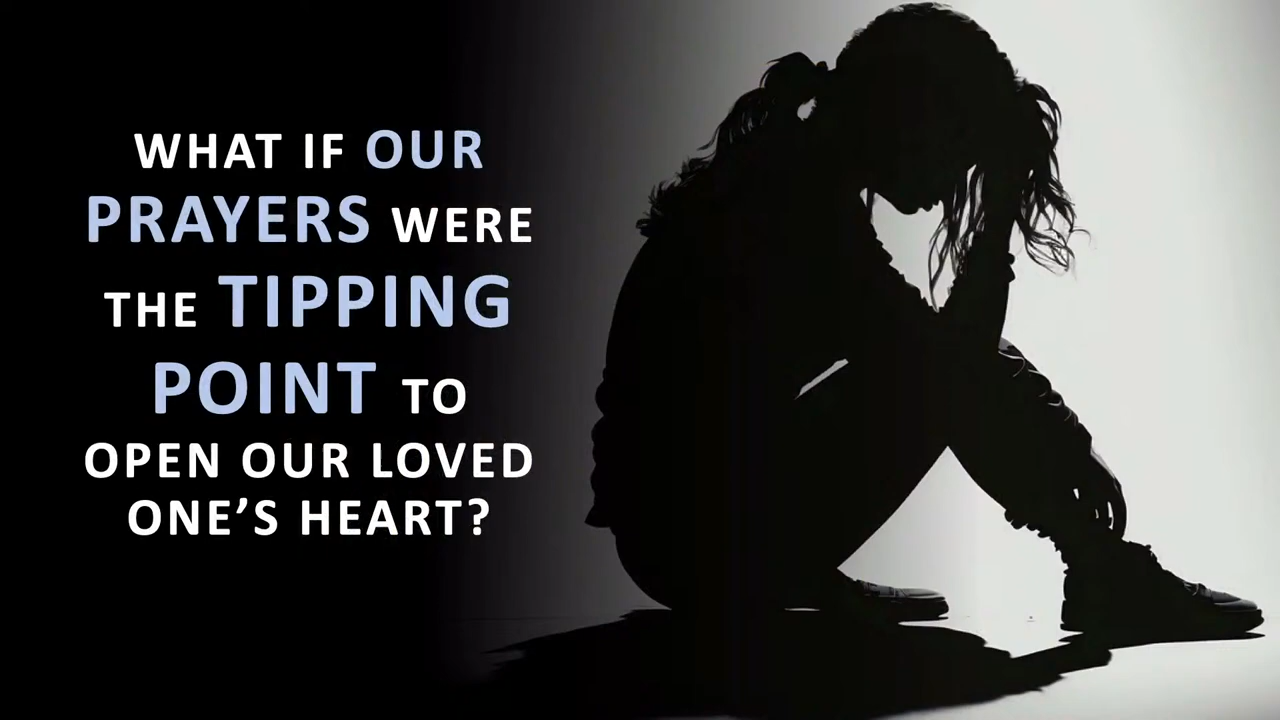 WHAT IF OUR
PRAYERS WERE
THE TIPPING
POINT TO
OPEN OUR LOVED
ONE’S HEART?